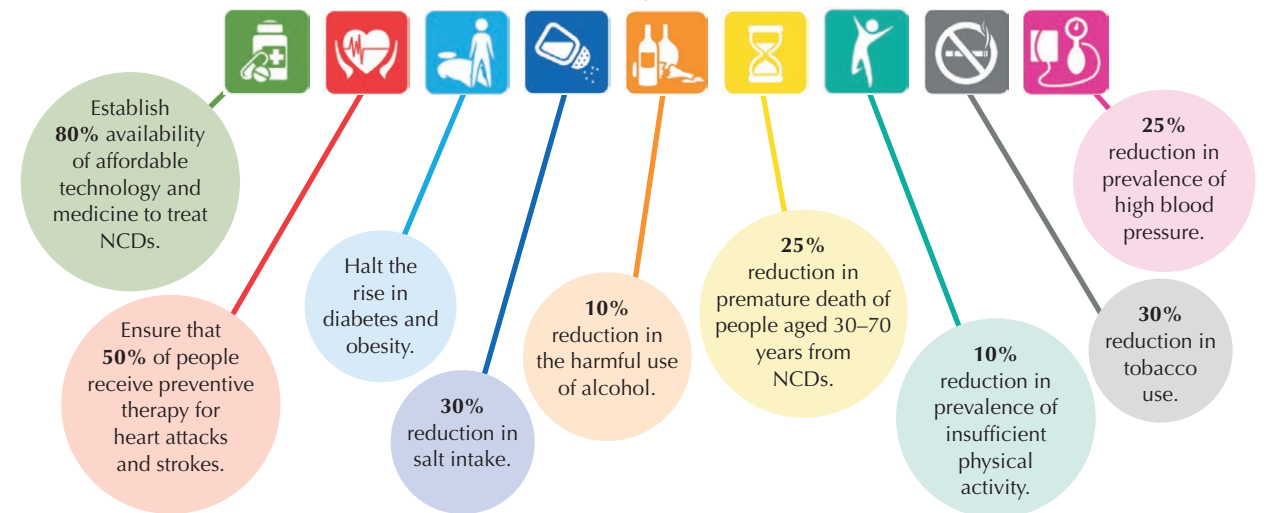 Establish
80% availability
of affordable
technology and
medicine to treat
NCDs.
Ensure that
50% of people
receive preventive
therapy for
heart attacks
and strokes.
Halt the
rise in
diabetes and
obesity.
30%
reduction in
salt intake.
10%
reduction in
the harmful use
of alcohol.
25%
reduction in
premature death of
people aged 30–70
years from
NCDs.
10%
reduction in
prevalence of
insufficient
physical
activity.
30%
reduction in
tobacco
use.
25%
reduction in
prevalence of
high blood
pressure.